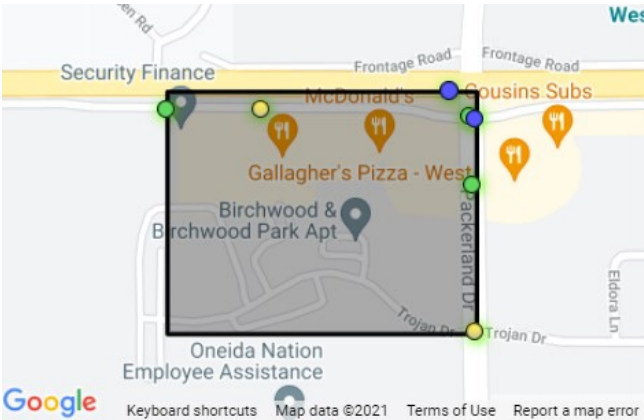 Wes
en Rd
Frontage Road
Frontage Road
Security Finance
McDonald's
Cousins Subs
Gallagher's Pizza - West
Birchwood &
Birchwood Park Apt
Packerland Dr
Eldora Ln
Trojan Dr
Trojan Dr
Oneida Nation
Employee Assistance
Google
Keyboard shortcuts
Map data ©2021
Terms of Use
Report a map error